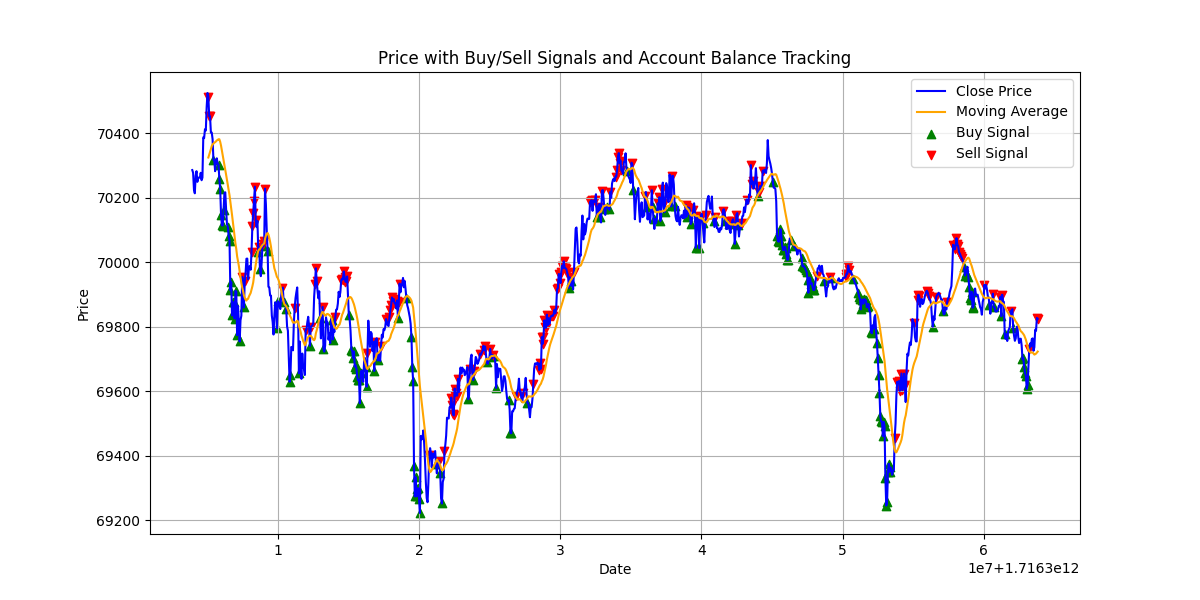 Price with Buy/Sell Signals and Account Balance Tracking
Close Price
Moving Average
Buy Signal
Sell Signal
70400
70200
70000
69800
69600
69400
69200
Price
1 2 3 4 5 6
Date
1e7+1.7163e12